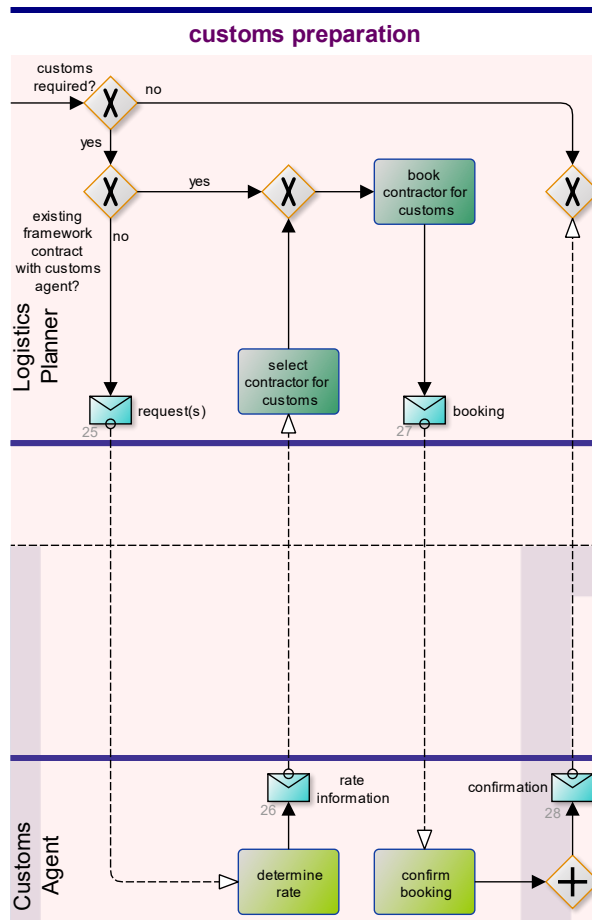 customs preparation
customs
required?
no
yes
existing
framework
contract
with customs
agent?
yes
no
book
contractor for
customs
Logistics
Planner
select
contractor for
customs
request(s)
25
booking
27
rate
information
26
confirmation
28
Customs
Agent
determine
rate
confirm
booking